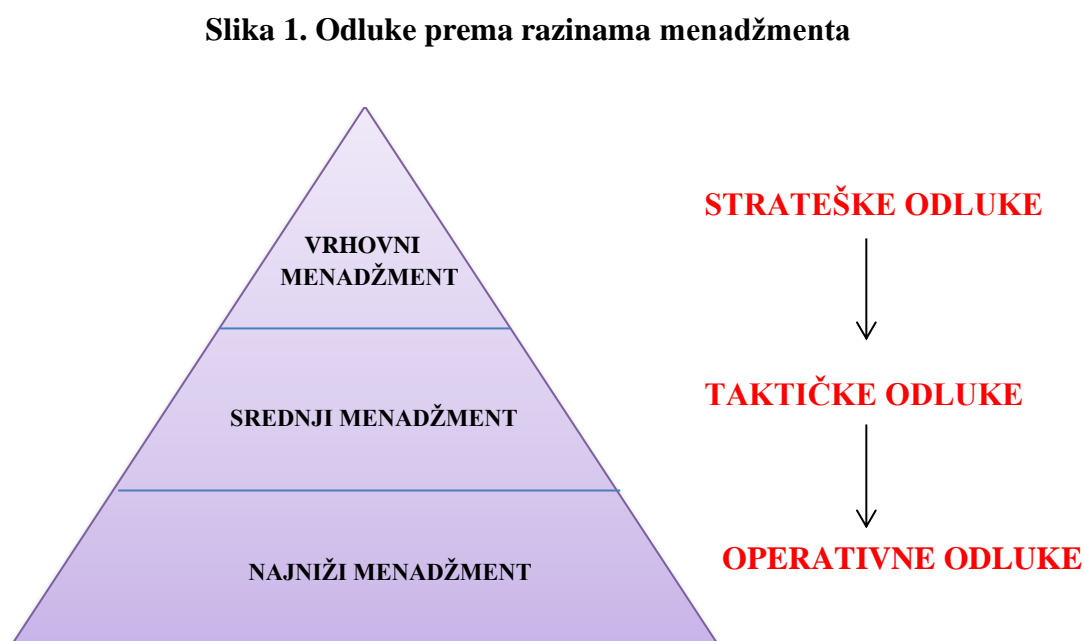 Slika 1. Odluke prema razinama menadžmenta
VRHOVNI
MENADŽMENT
STRATEŠKE ODLUKE
SREDNJI MENADŽMENT
TAKTIČKE ODLUKE
NAJNIŽI MENADŽMENT
OPERATIVNE ODLUKE